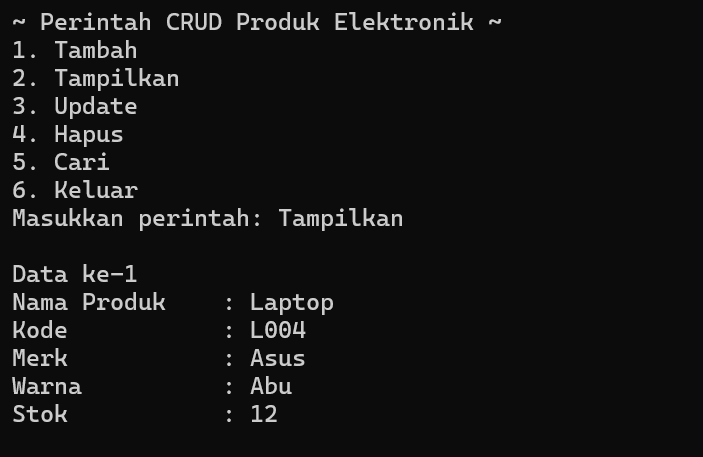 ~ Perintah CRUD Produk Elektronik ~
1. Tambah
2. Tampilkan
3. Update
4. Hapus
5. Cari
6. Keluar
Masukkan perintah: Tampilkan

Data ke-1
Nama Produk    : Laptop
Kode           : L004
Merk           : Asus
Warna          : Abu
Stok           : 12